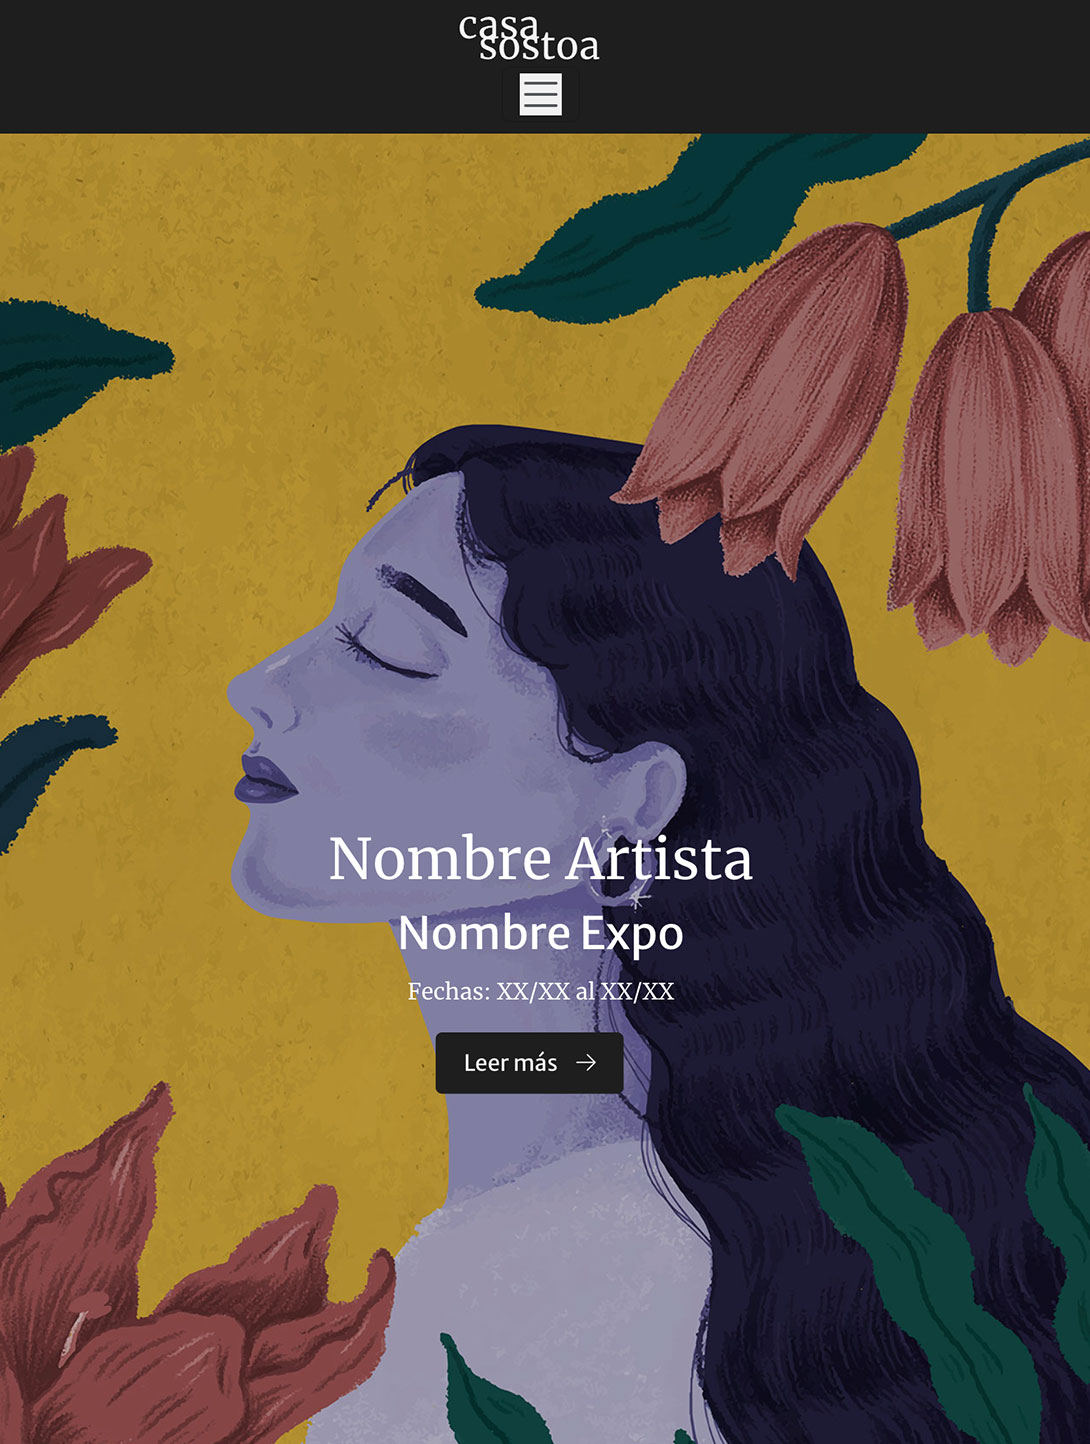 casa
sostoa
Nombre Artista
Nombre Expo
Fechas: XX/XX al XX/XX
Leer más